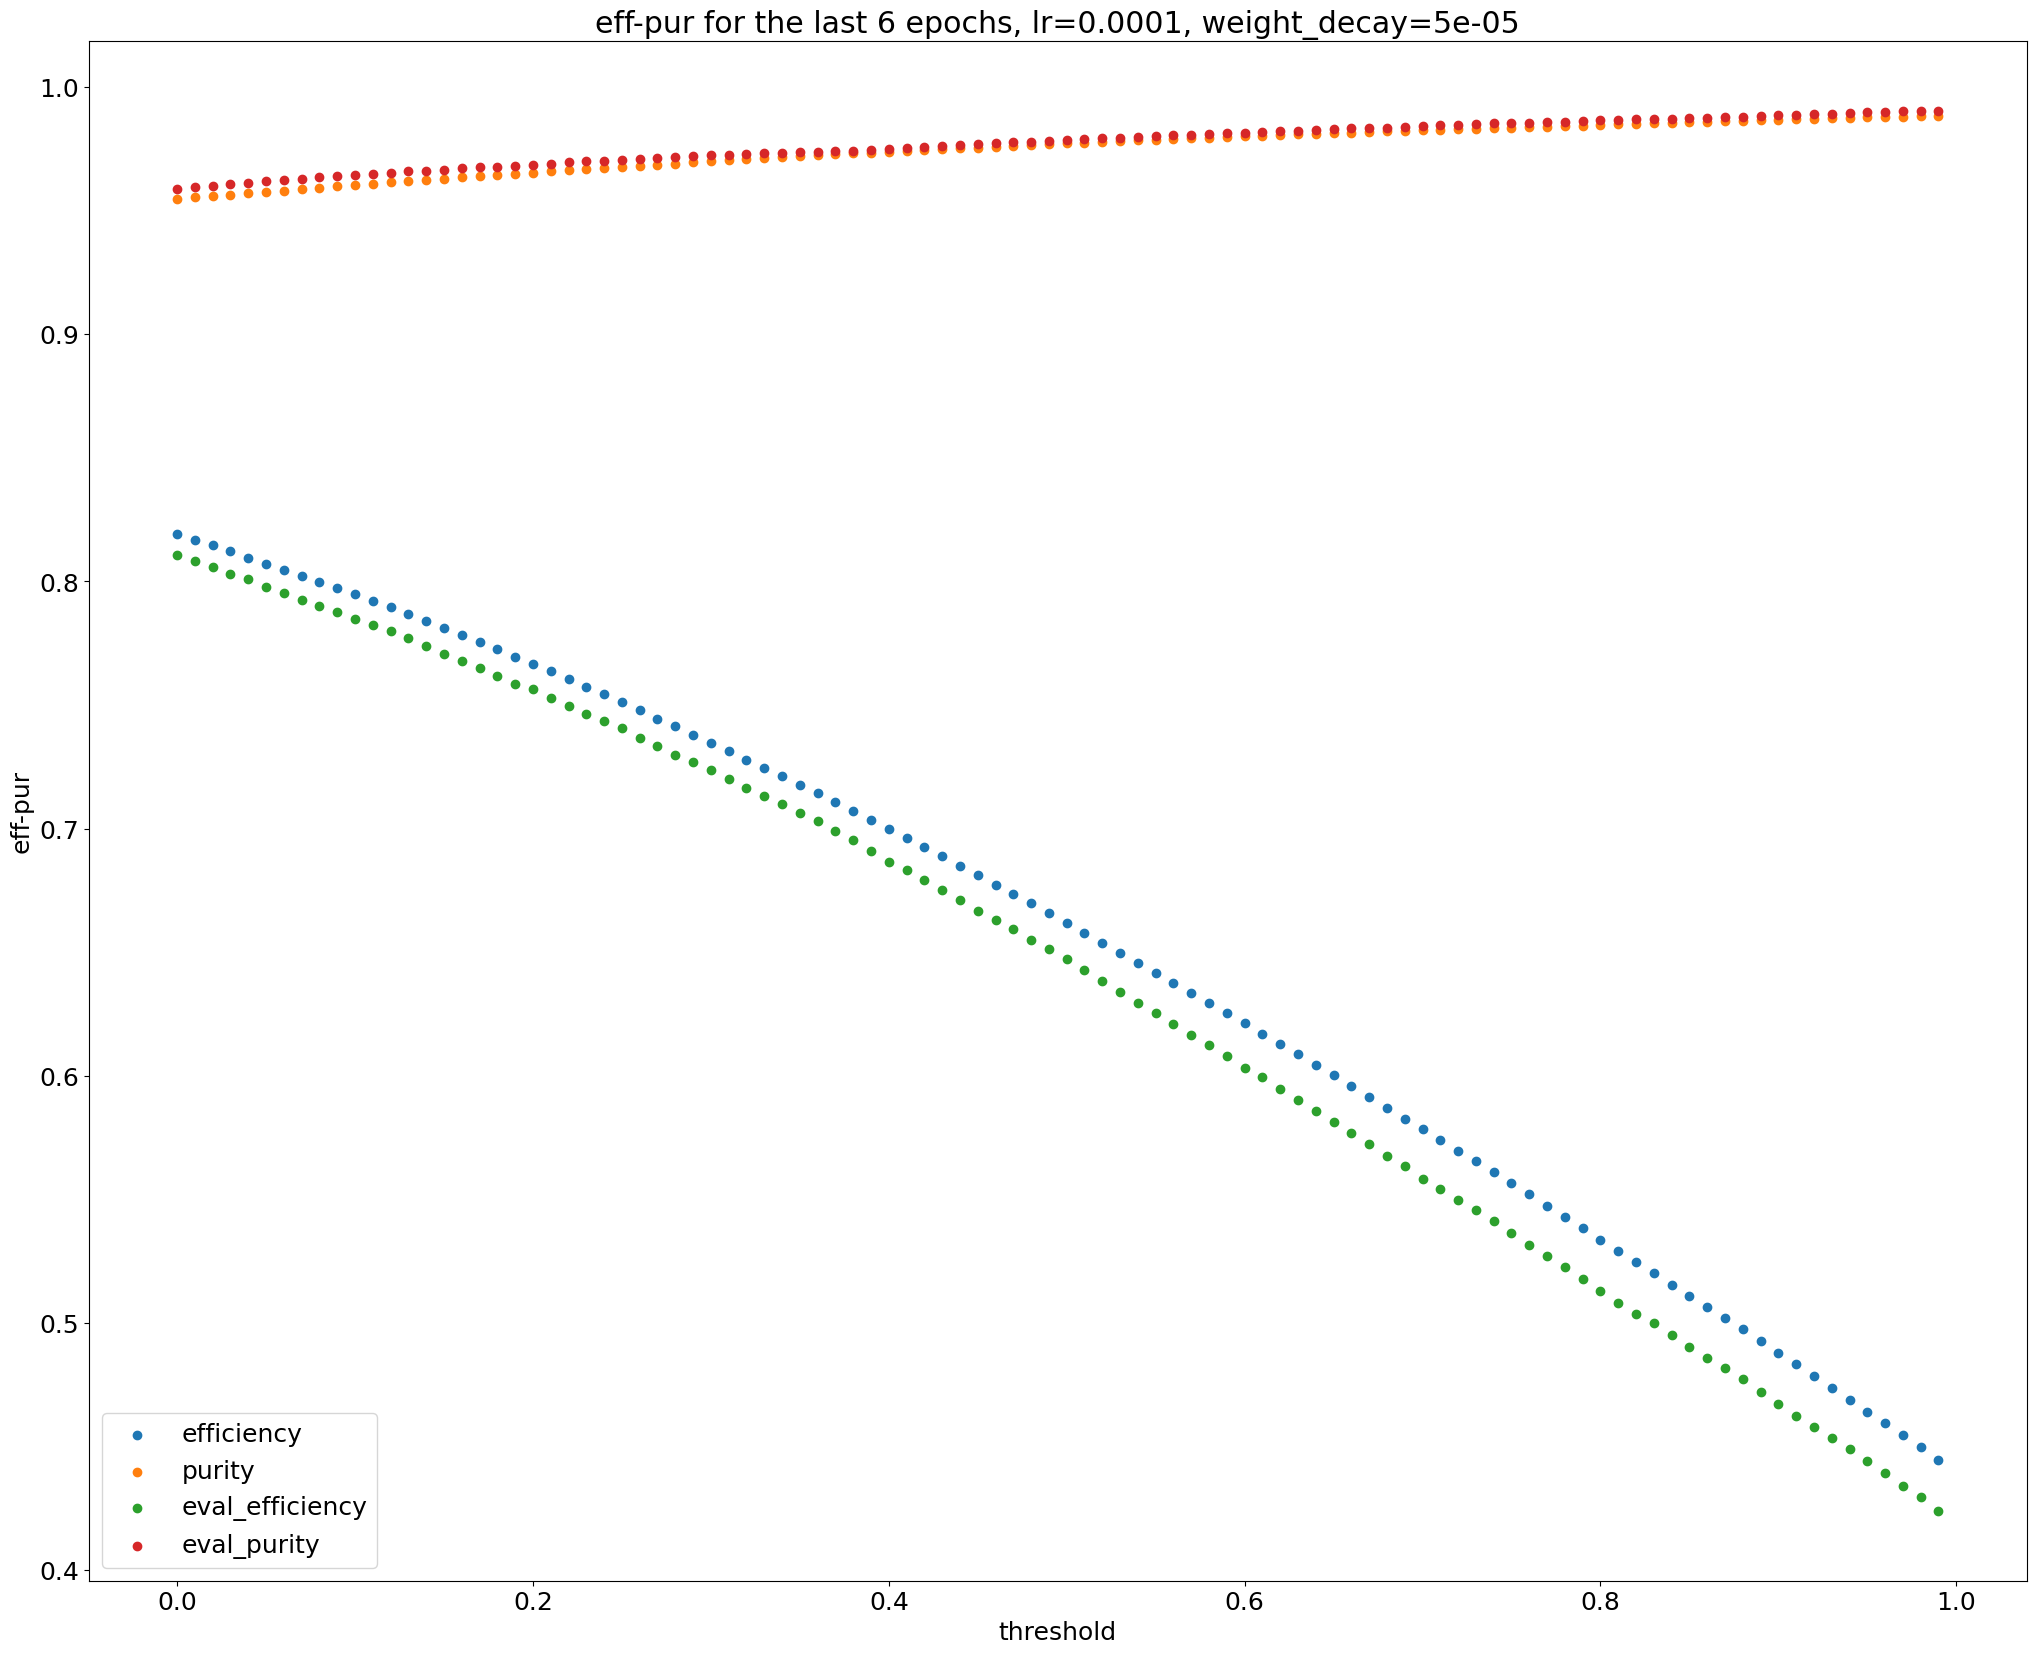 eff-pur for the last 6 epochs, lr=0.0001, weight_decay=5e-05
1.0
0.9
0.8
0.7
0.6
0.5
0.4
eff-pur
efficiency
purity
eval_efficiency
eval_purity
0.0 0.2 0.4 0.6 0.8 1.0
threshold